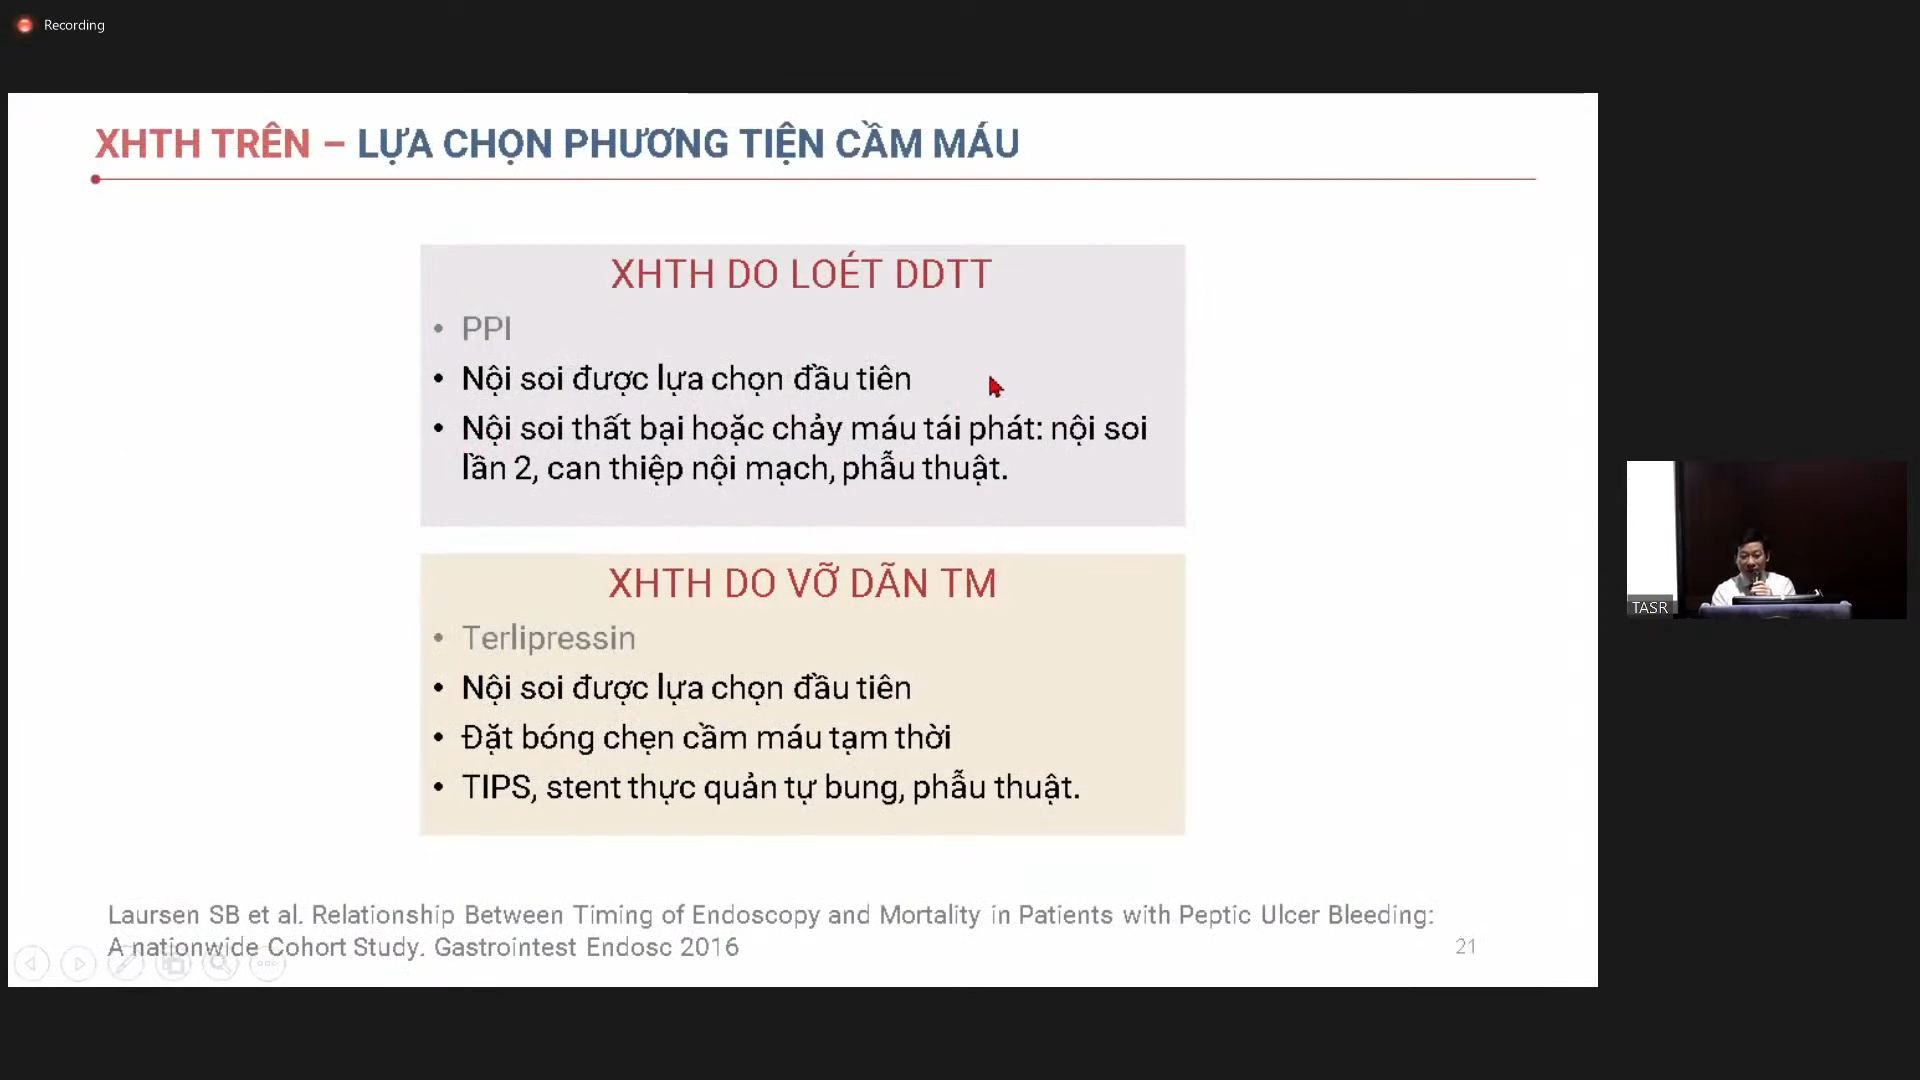 Recording
XHTH TRÊN – LỰA CHỌN PHƯƠNG TIỆN CẦM MÁU
XHTH DO LOÉT DDTT
• PPI
• Nội soi được lựa chọn đầu tiên
• Nội soi thất bại hoặc chảy máu tái phát: nội soi
lần 2, can thiệp nội mạch, phẫu thuật.
XHTH DO VỠ DÃN TM
• Terlipressin
• Nội soi được lựa chọn đầu tiên
• Đặt bóng chẹn cầm máu tạm thời
• TIPS, stent thực quản tự bung, phẫu thuật.
Laursen SB et al. Relationship Between Timing of Endoscopy and Mortality in Patients with Peptic Ulcer Bleeding:
A nationwide Cohort Study. Gastrointest Endosc 2016
21
TASR